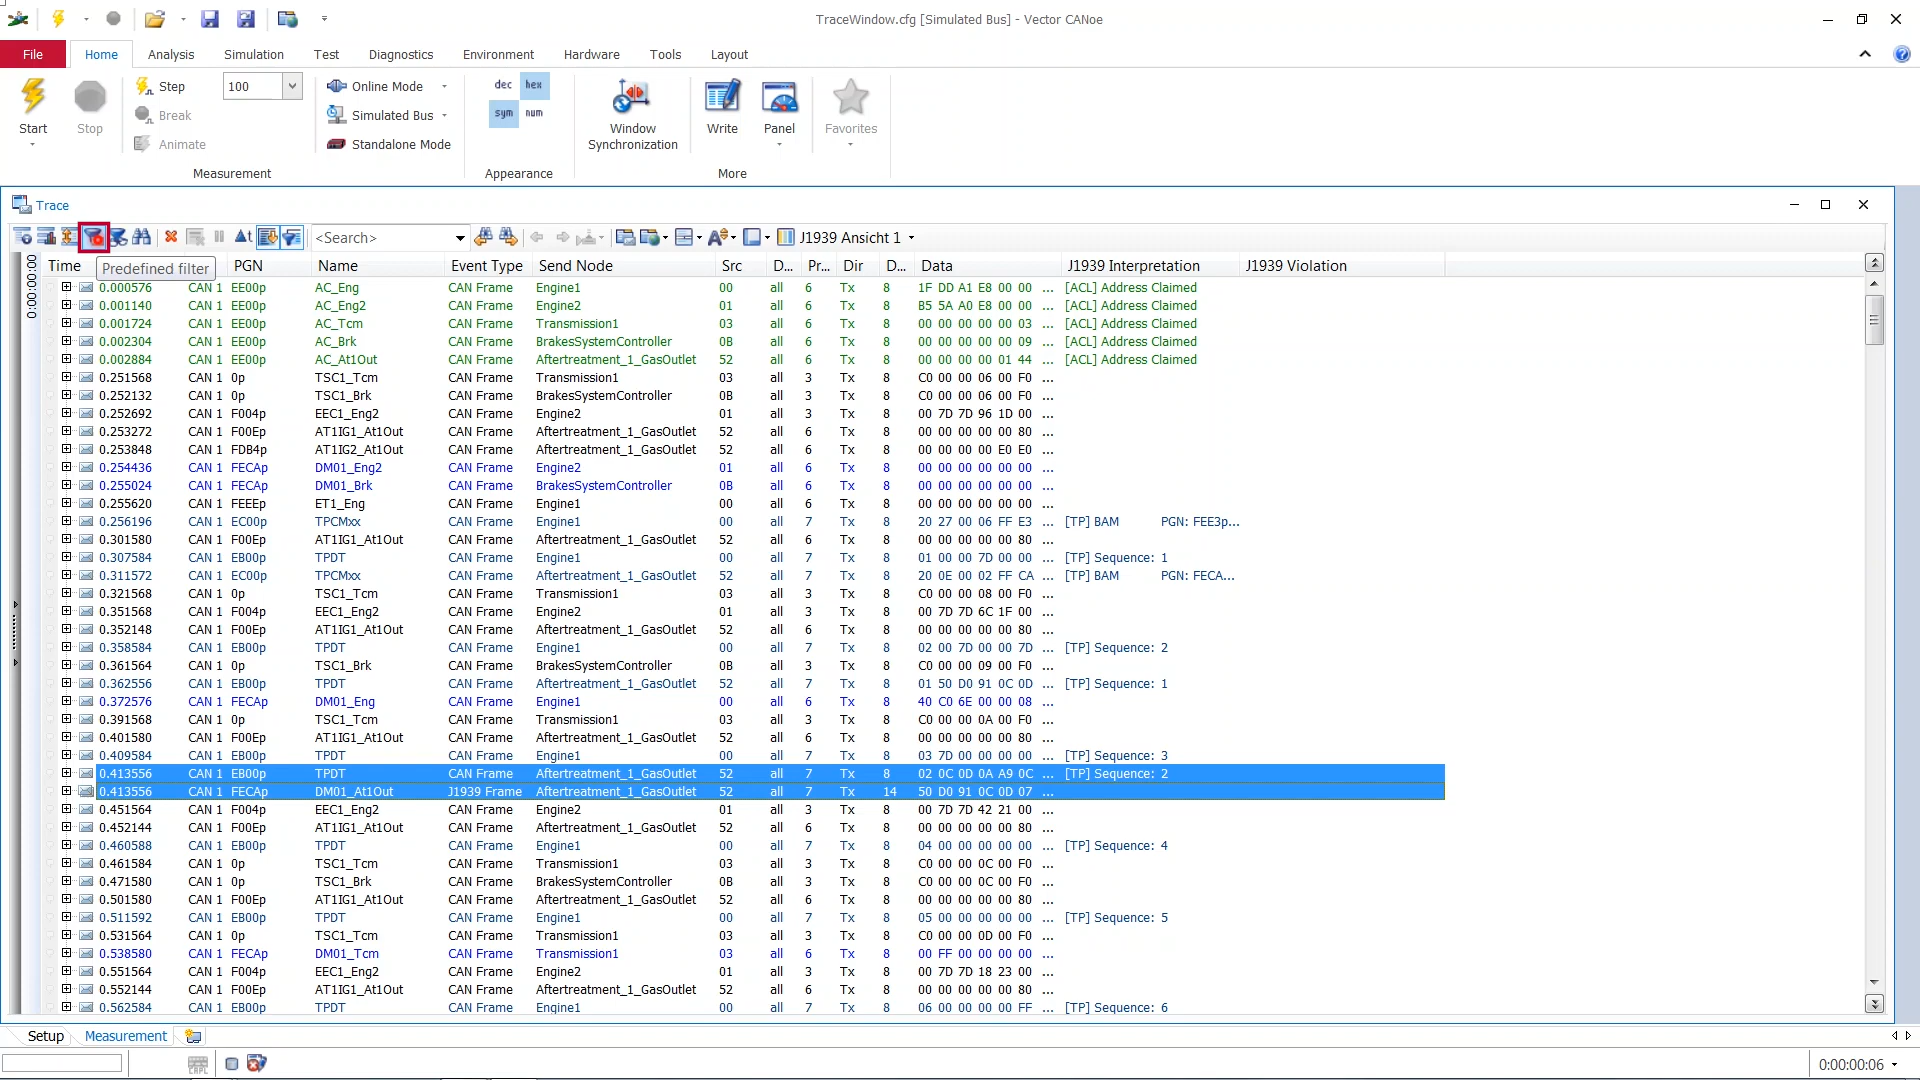 TraceWindow.cfg [Simulated Bus] - Vector CANoe
File Home Analysis Simulation Test Diagnostics Environment Hardware Tools Layout
Start Stop Step 100 Break Animate Measurement
Online Mode Simulated Bus Standalone Mode
dec hex sym num Appearance
Window Synchronization Write Panel Favorites More
Trace
<Search> J1939 Ansicht 1
Predefined filter
0:00:00:00
Time PGN Name Event Type Send Node Src D... Pr... Dir D... Data J1939 Interpretation J1939 Violation
0.000576 CAN 1 EE00p AC_Eng CAN Frame Engine1 00 all 6 Tx 8 1F DD A1 E8 00 00 ... [ACL] Address Claimed
0.001140 CAN 1 EE00p AC_Eng2 CAN Frame Engine2 01 all 6 Tx 8 B5 5A A0 E8 00 00 ... [ACL] Address Claimed
0.001724 CAN 1 EE00p AC_Tcm CAN Frame Transmission1 03 all 6 Tx 8 00 00 00 00 00 03 ... [ACL] Address Claimed
0.002304 CAN 1 EE00p AC_Brk CAN Frame BrakesSystemController 0B all 6 Tx 8 00 00 00 00 00 09 ... [ACL] Address Claimed
0.002884 CAN 1 EE00p AC_At1Out CAN Frame Aftertreatment_1_GasOutlet 52 all 6 Tx 8 00 00 00 00 01 44 ... [ACL] Address Claimed
0.251568 CAN 1 0p TSC1_Tcm CAN Frame Transmission1 03 all 3 Tx 8 C0 00 00 06 00 F0 ...
0.252132 CAN 1 0p TSC1_Brk CAN Frame BrakesSystemController 0B all 3 Tx 8 C0 00 00 06 00 F0 ...
0.252692 CAN 1 F004p EEC1_Eng2 CAN Frame Engine2 01 all 3 Tx 8 00 7D 7D 96 1D 00 ...
0.253272 CAN 1 F00Ep AT1IG1_At1Out CAN Frame Aftertreatment_1_GasOutlet 52 all 6 Tx 8 00 00 00 00 00 80 ...
0.253848 CAN 1 FDB4p AT1IG2_At1Out CAN Frame Aftertreatment_1_GasOutlet 52 all 6 Tx 8 00 00 00 00 E0 E0 ...
0.254436 CAN 1 FECAp DM01_Eng2 CAN Frame Engine2 01 all 6 Tx 8 00 00 00 00 00 00 ...
0.255024 CAN 1 FECAp DM01_Brk CAN Frame BrakesSystemController 0B all 6 Tx 8 00 00 00 00 00 00 ...
0.255620 CAN 1 FEEEp ET1_Eng CAN Frame Engine1 00 all 6 Tx 8 00 00 00 00 00 00 ...
0.256196 CAN 1 EC00p TPCMxx CAN Frame Engine1 00 all 7 Tx 8 20 27 00 06 FF E3 ... [TP] BAM PGN: FEE3p...
0.301580 CAN 1 F00Ep AT1IG1_At1Out CAN Frame Aftertreatment_1_GasOutlet 52 all 6 Tx 8 00 00 00 00 00 80 ...
0.307584 CAN 1 EB00p TPDT CAN Frame Engine1 00 all 7 Tx 8 01 00 00 7D 00 00 ... [TP] Sequence: 1
0.311572 CAN 1 EC00p TPCMxx CAN Frame Aftertreatment_1_GasOutlet 52 all 7 Tx 8 20 0E 00 02 FF CA ... [TP] BAM PGN: FECA...
0.321568 CAN 1 0p TSC1_Tcm CAN Frame Transmission1 03 all 3 Tx 8 C0 00 00 08 00 F0 ...
0.351568 CAN 1 F004p EEC1_Eng2 CAN Frame Engine2 01 all 3 Tx 8 00 7D 7D 6C 1F 00 ...
0.352148 CAN 1 F00Ep AT1IG1_At1Out CAN Frame Aftertreatment_1_GasOutlet 52 all 6 Tx 8 00 00 00 00 00 80 ...
0.358584 CAN 1 EB00p TPDT CAN Frame Engine1 00 all 7 Tx 8 02 00 7D 00 00 7D ... [TP] Sequence: 2
0.361564 CAN 1 0p TSC1_Brk CAN Frame BrakesSystemController 0B all 3 Tx 8 C0 00 00 09 00 F0 ...
0.362556 CAN 1 EB00p TPDT CAN Frame Aftertreatment_1_GasOutlet 52 all 7 Tx 8 01 50 D0 91 0C 0D ... [TP] Sequence: 1
0.372576 CAN 1 FECAp DM01_Eng CAN Frame Engine1 00 all 6 Tx 8 40 C0 6E 00 00 08 ...
0.391568 CAN 1 0p TSC1_Tcm CAN Frame Transmission1 03 all 3 Tx 8 C0 00 00 0A 00 F0 ...
0.401580 CAN 1 F00Ep AT1IG1_At1Out CAN Frame Aftertreatment_1_GasOutlet 52 all 6 Tx 8 00 00 00 00 00 80 ...
0.409584 CAN 1 EB00p TPDT CAN Frame Engine1 00 all 7 Tx 8 03 7D 00 00 00 00 ... [TP] Sequence: 3
0.413556 CAN 1 EB00p TPDT CAN Frame Aftertreatment_1_GasOutlet 52 all 7 Tx 8 02 0C 0D 0A A9 0C ... [TP] Sequence: 2
0.413556 CAN 1 FECAp DM01_At1Out J1939 Frame Aftertreatment_1_GasOutlet 52 all 7 Tx 14 50 D0 91 0C 0D 07 ...
0.451564 CAN 1 F004p EEC1_Eng2 CAN Frame Engine2 01 all 3 Tx 8 00 7D 7D 42 21 00 ...
0.452144 CAN 1 F00Ep AT1IG1_At1Out CAN Frame Aftertreatment_1_GasOutlet 52 all 6 Tx 8 00 00 00 00 00 80 ...
0.460588 CAN 1 EB00p TPDT CAN Frame Engine1 00 all 7 Tx 8 04 00 00 00 00 00 ... [TP] Sequence: 4
0.461584 CAN 1 0p TSC1_Tcm CAN Frame Transmission1 03 all 3 Tx 8 C0 00 00 0C 00 F0 ...
0.471580 CAN 1 0p TSC1_Brk CAN Frame BrakesSystemController 0B all 3 Tx 8 C0 00 00 0C 00 F0 ...
0.501580 CAN 1 F00Ep AT1IG1_At1Out CAN Frame Aftertreatment_1_GasOutlet 52 all 6 Tx 8 00 00 00 00 00 80 ...
0.511592 CAN 1 EB00p TPDT CAN Frame Engine1 00 all 7 Tx 8 05 00 00 00 00 00 ... [TP] Sequence: 5
0.531564 CAN 1 0p TSC1_Tcm CAN Frame Transmission1 03 all 3 Tx 8 C0 00 00 0D 00 F0 ...
0.538580 CAN 1 FECAp DM01_Tcm CAN Frame Transmission1 03 all 6 Tx 8 00 FF 00 00 00 00 ...
0.551564 CAN 1 F004p EEC1_Eng2 CAN Frame Engine2 01 all 3 Tx 8 00 7D 7D 18 23 00 ...
0.552144 CAN 1 F00Ep AT1IG1_At1Out CAN Frame Aftertreatment_1_GasOutlet 52 all 6 Tx 8 00 00 00 00 00 80 ...
0.562584 CAN 1 EB00p TPDT CAN Frame Engine1 00 all 7 Tx 8 06 00 00 00 00 FF ... [TP] Sequence: 6
Setup Measurement
CAPL
0:00:00:06